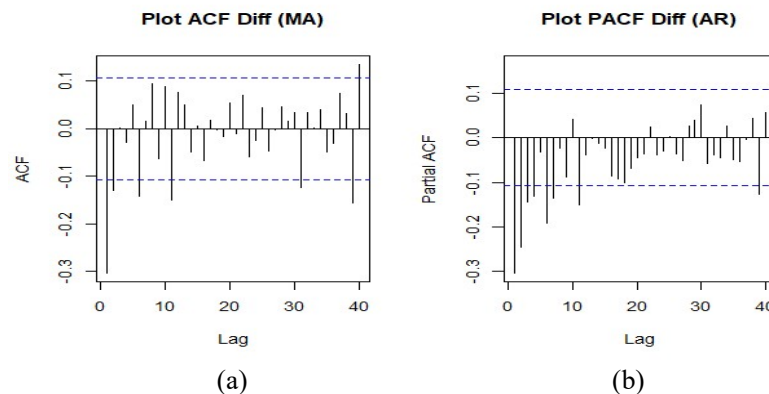 Plot ACF Diff (MA)
ACF
0.1
0.0
-0.1
-0.2
-0.3
0 10 20 30 40
Lag
(a)
Plot PACF Diff (AR)
Partial ACF
0.1
0.0
-0.1
-0.2
-0.3
0 10 20 30 40
Lag
(b)